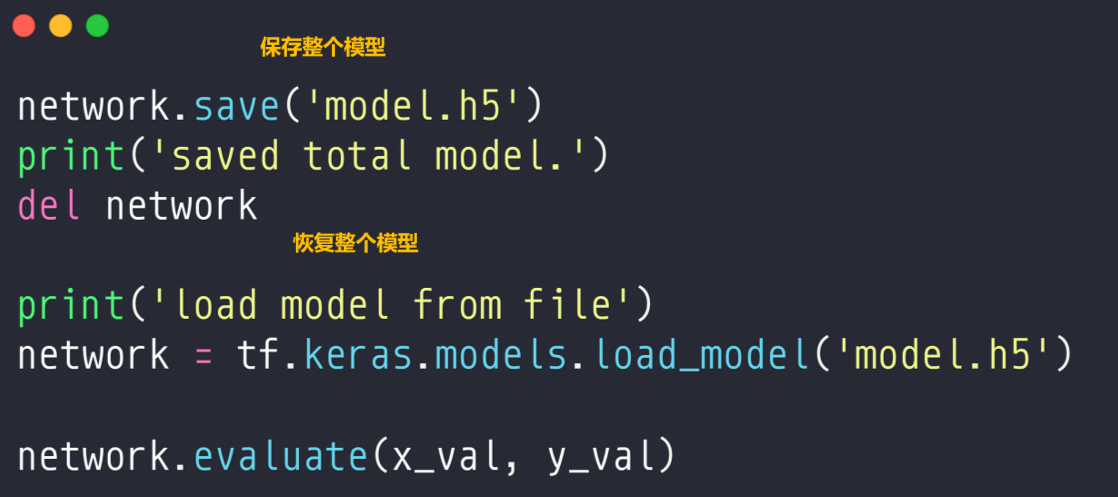 保存整个模型
network.save('model.h5')
print('saved total model.')
del network
恢复整个模型
print('load model from file')
network = tf.keras.models.load_model('model.h5')
network.evaluate(x_val, y_val)